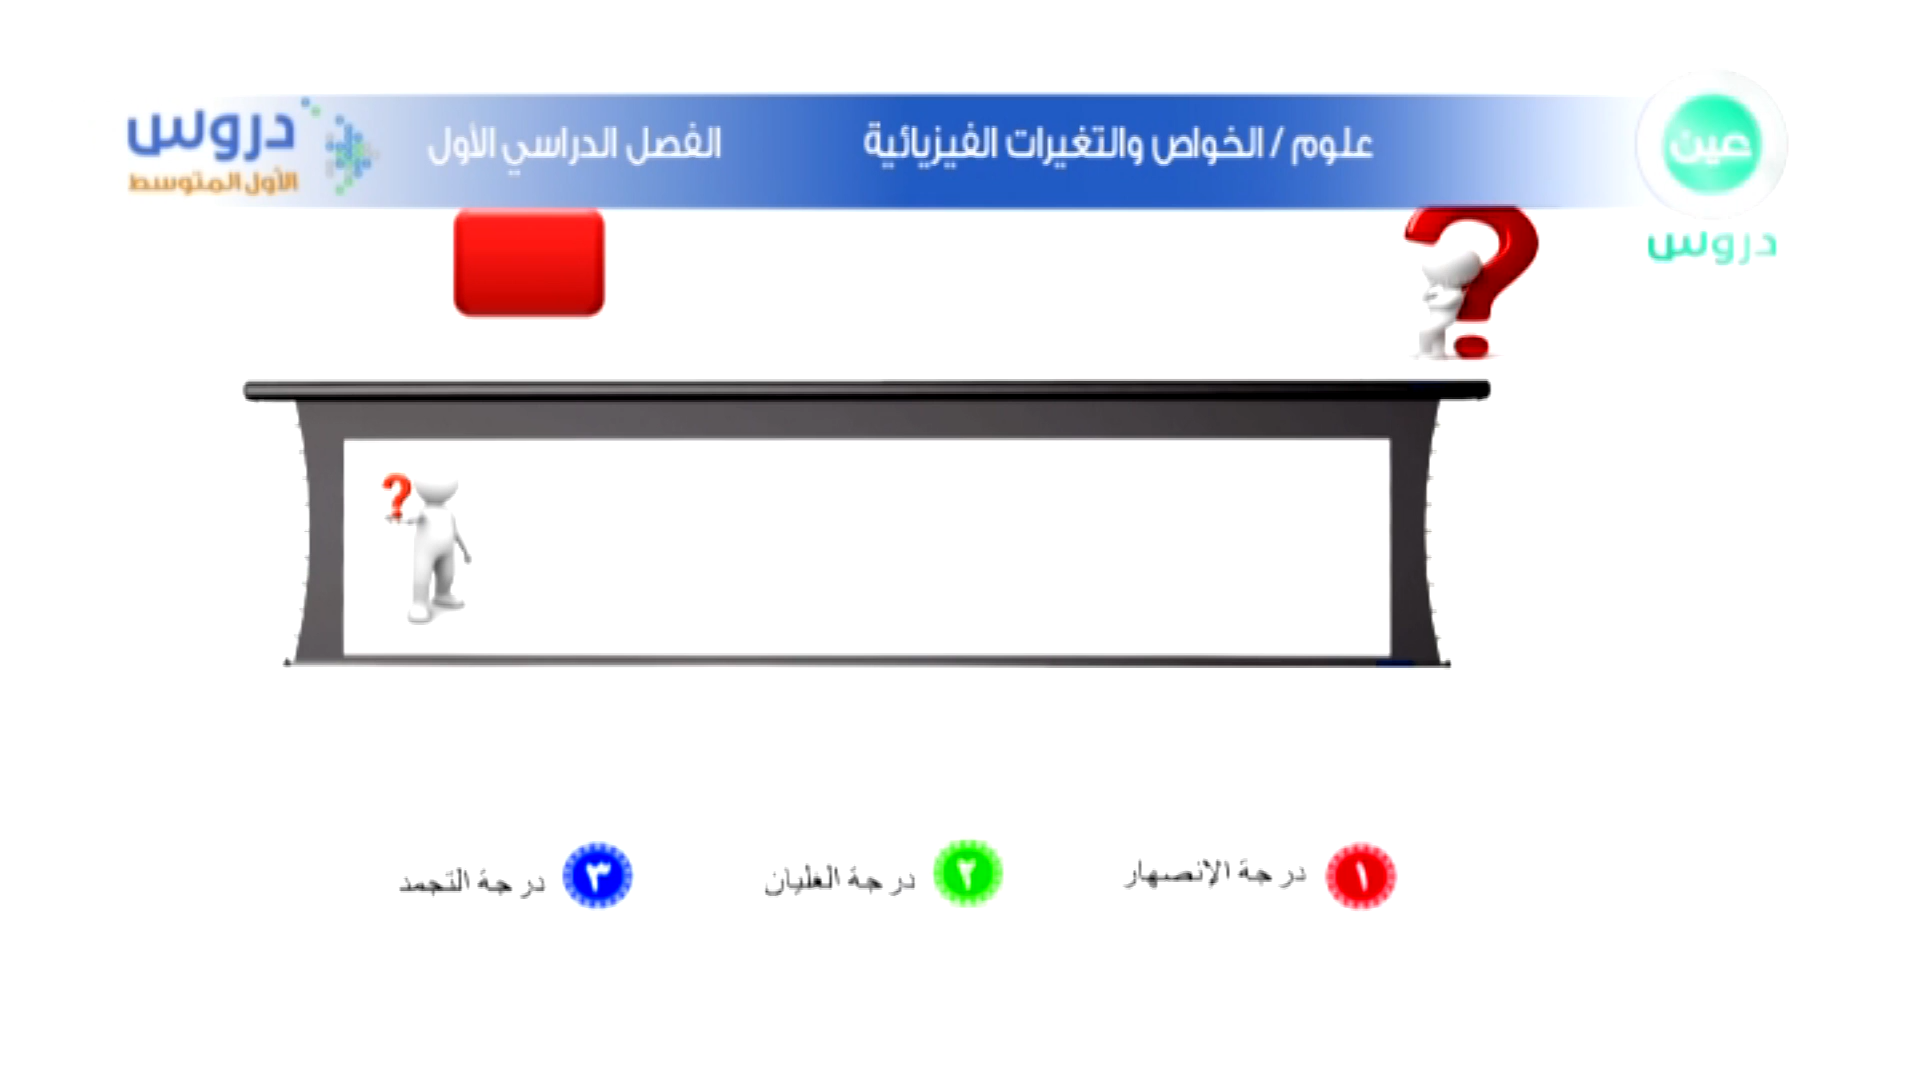 علوم / الخواص والتغيرات الفيزيائية
الفصل الدراسي الأول
دروس
الأول المتوسط
عين
دروس
?
?
١ درجة الإنصهار
٢ درجة الغليان
٣ درجة التجمد